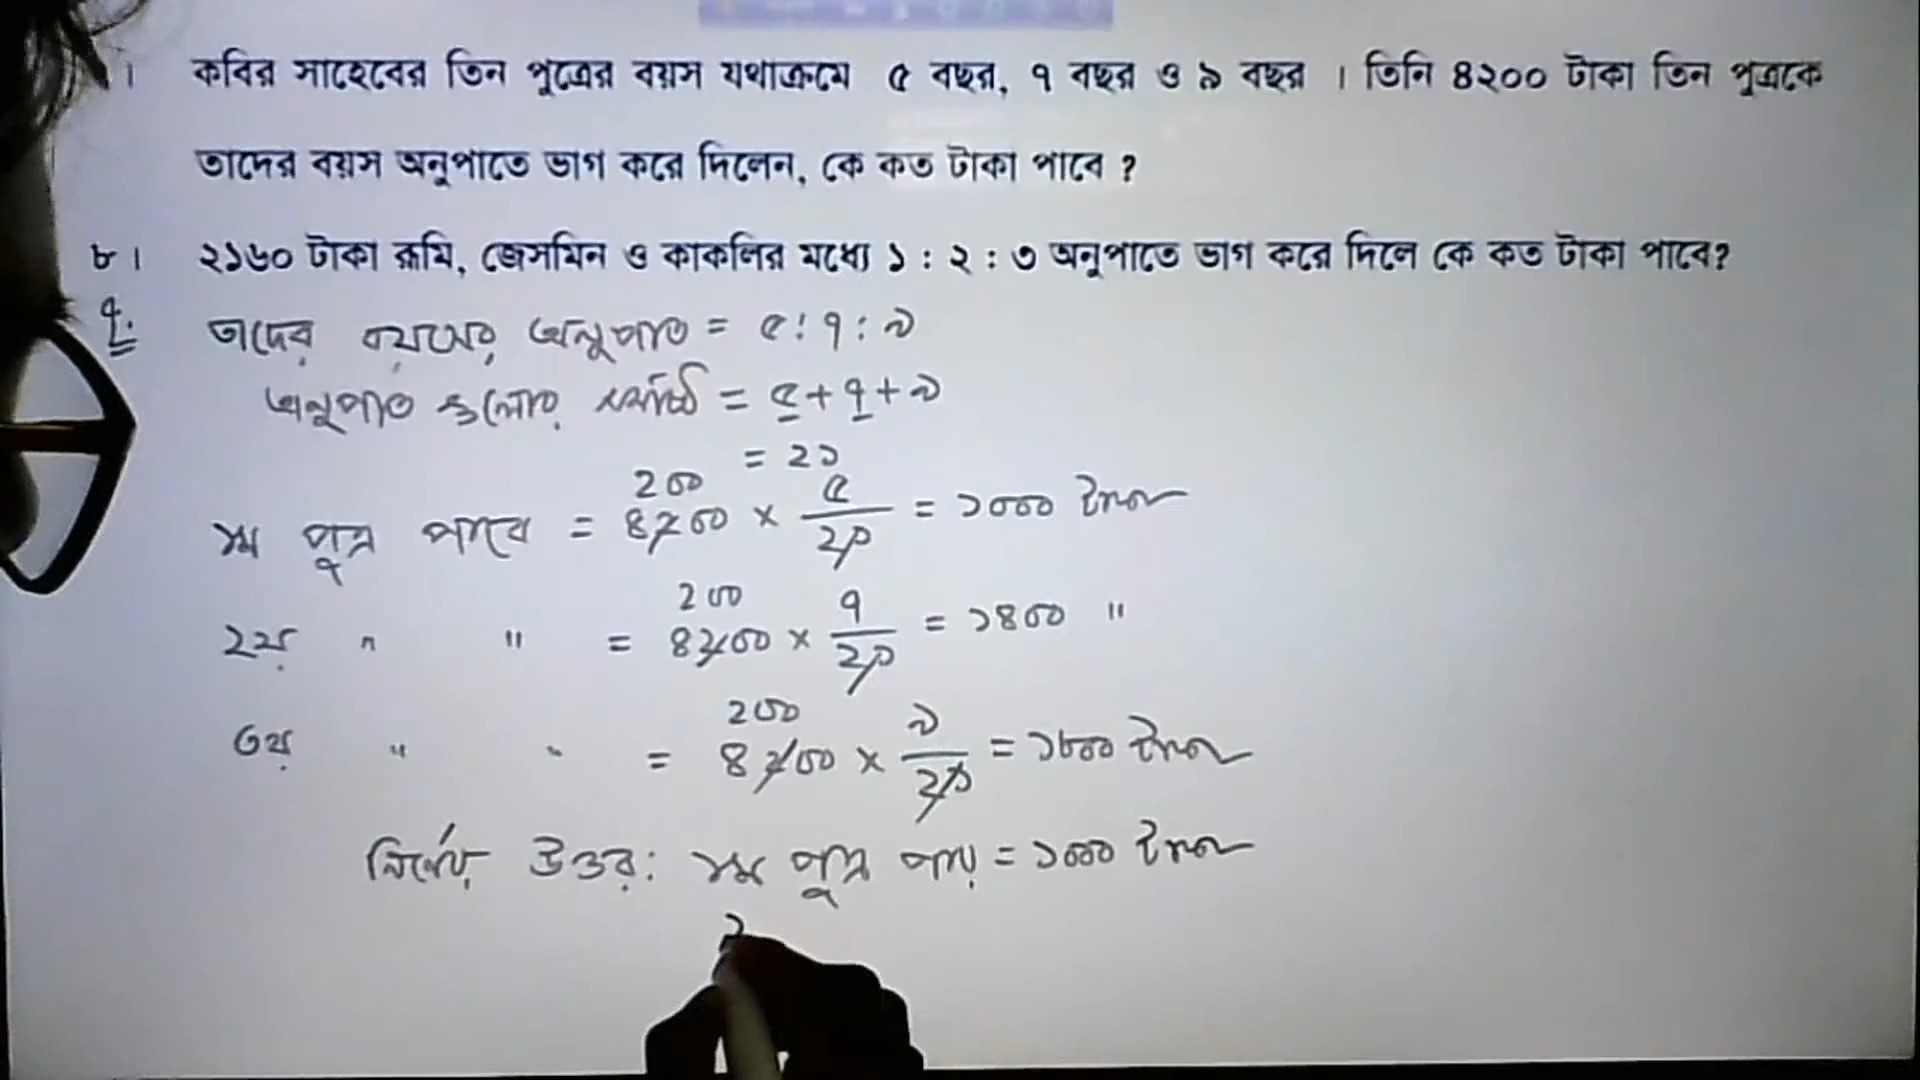 । কবির সাহেবের তিন পুত্রের বয়স যথাক্রমে ৫ বছর, ৭ বছর ও ৯ বছর । তিনি ৪২০০ টাকা তিন পুত্রকে
তাদের বয়স অনুপাতে ভাগ করে দিলেন, কে কত টাকা পাবে ?
৮। ২১৬০ টাকা রুমি, জেসমিন ও কাকলির মধ্যে ১ : ২ : ৩ অনুপাতে ভাগ করে দিলে কে কত টাকা পাবে?
৭. তাদের বয়সের অনুপাত = ৫ : ৭ : ৯
অনুপাত গুলোর সমষ্টি = ৫ + ৭ + ৯
= ২১
২০০
১ম পুত্র পাবে = ৪২০০ × ৫/২১ = ১০০০ টাকা
২০০
২য় " " = ৪২০০ × ৭/২১ = ১৪০০ "
২০০
৩য় " " = ৪২০০ × ৯/২১ = ১৮০০ টাকা
নির্ণেয় উত্তর : ১ম পুত্র পায় = ১০০০ টাকা
২